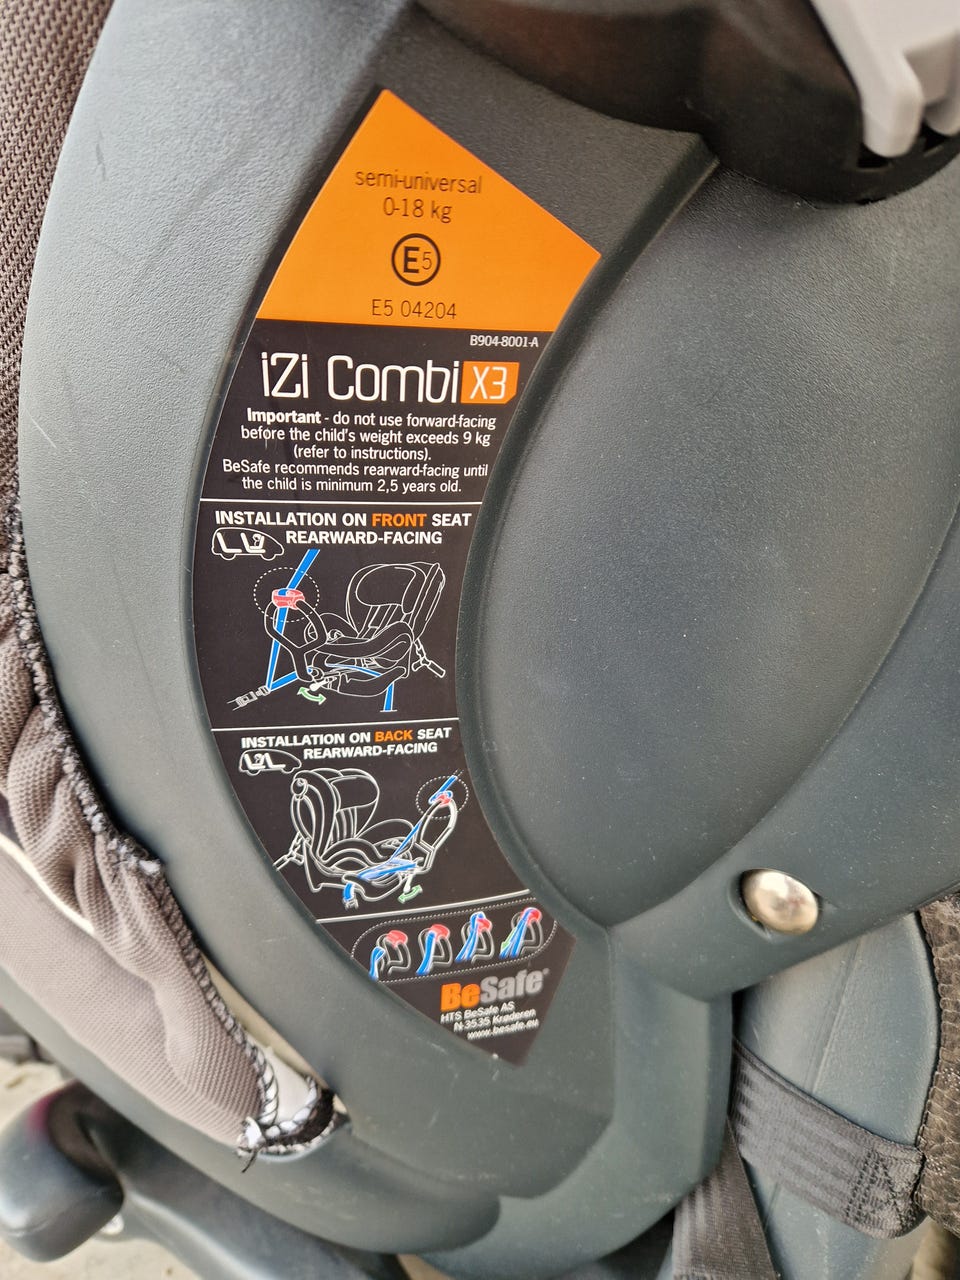 semi-universal
0-18 kg
E5
E5 04204
B904-8001-A
iZi Combi X3
Important - do not use forward-facing
before the child's weight exceeds 9 kg
(refer to instructions).
BeSafe recommends rearward-facing until
the child is minimum 2,5 years old.
INSTALLATION ON FRONT SEAT
REARWARD-FACING
INSTALLATION ON BACK SEAT
REARWARD-FACING
BeSafe®
HTS BeSafe AS
N-3535 Krøderen
www.besafe.eu